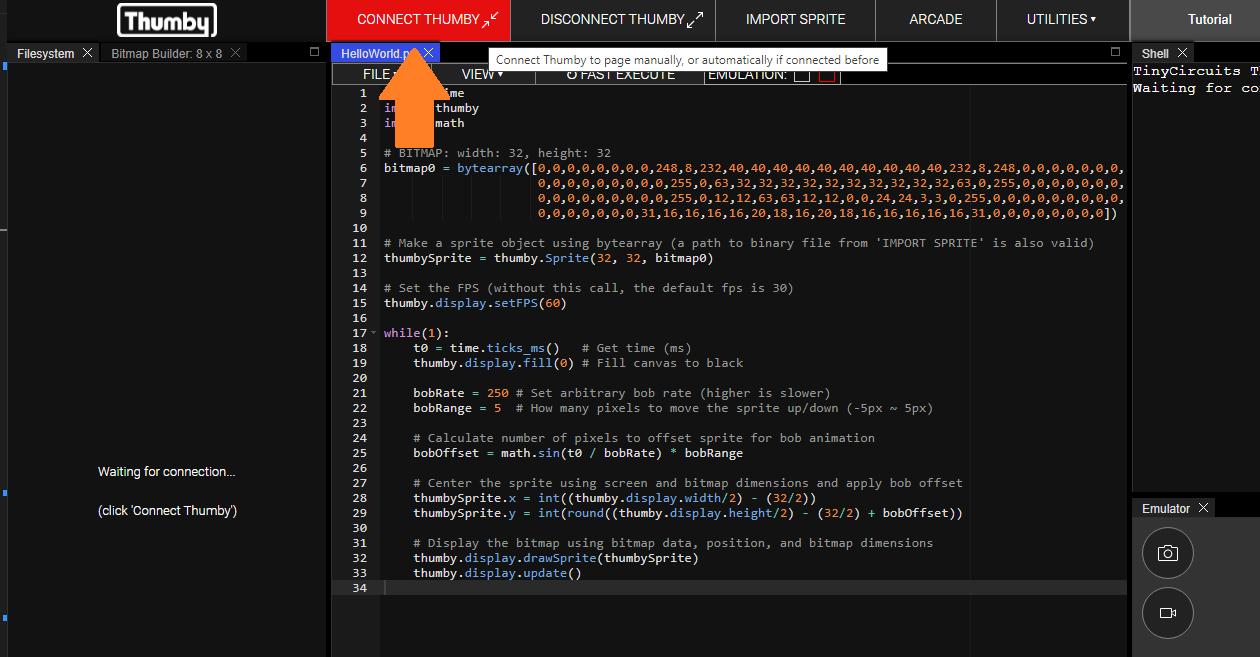 Thumby
CONNECT THUMBY
DISCONNECT THUMBY
IMPORT SPRITE
ARCADE
UTILITIES ▾
Tutorial
Filesystem
Bitmap Builder: 8 x 8
HelloWorld.p
Connect Thumby to page manually, or automatically if connected before
Shell
FILE
VIEW
FAST EXECUTE
EMULATION:
TinyCircuits T
Waiting for co
1 me
2 im thumby
3 im math
4
5 # BITMAP: width: 32, height: 32
6 bitmap0 = bytearray([0,0,0,0,0,0,0,0,248,8,232,40,40,40,40,40,40,40,40,40,40,232,8,248,0,0,0,0,0,0,0,
7 0,0,0,0,0,0,0,0,0,255,0,63,32,32,32,32,32,32,32,32,32,32,63,0,255,0,0,0,0,0,0,0,
8 0,0,0,0,0,0,0,0,0,255,0,12,12,63,63,12,12,0,0,24,24,3,3,0,255,0,0,0,0,0,0,0,0,
9 0,0,0,0,0,0,0,31,16,16,16,16,20,18,16,20,18,16,16,16,16,16,31,0,0,0,0,0,0,0,0])
10
11 # Make a sprite object using bytearray (a path to binary file from 'IMPORT SPRITE' is also valid)
12 thumbySprite = thumby.Sprite(32, 32, bitmap0)
13
14 # Set the FPS (without this call, the default fps is 30)
15 thumby.display.setFPS(60)
16
17 while(1):
18 t0 = time.ticks_ms() # Get time (ms)
19 thumby.display.fill(0) # Fill canvas to black
20
21 bobRate = 250 # Set arbitrary bob rate (higher is slower)
22 bobRange = 5 # How many pixels to move the sprite up/down (-5px ~ 5px)
23
24 # Calculate number of pixels to offset sprite for bob animation
25 bobOffset = math.sin(t0 / bobRate) * bobRange
26
27 # Center the sprite using screen and bitmap dimensions and apply bob offset
28 thumbySprite.x = int((thumby.display.width/2) - (32/2))
29 thumbySprite.y = int(round((thumby.display.height/2) - (32/2) + bobOffset))
30
31 # Display the bitmap using bitmap data, position, and bitmap dimensions
32 thumby.display.drawSprite(thumbySprite)
33 thumby.display.update()
34
Waiting for connection...
(click 'Connect Thumby')
Emulator